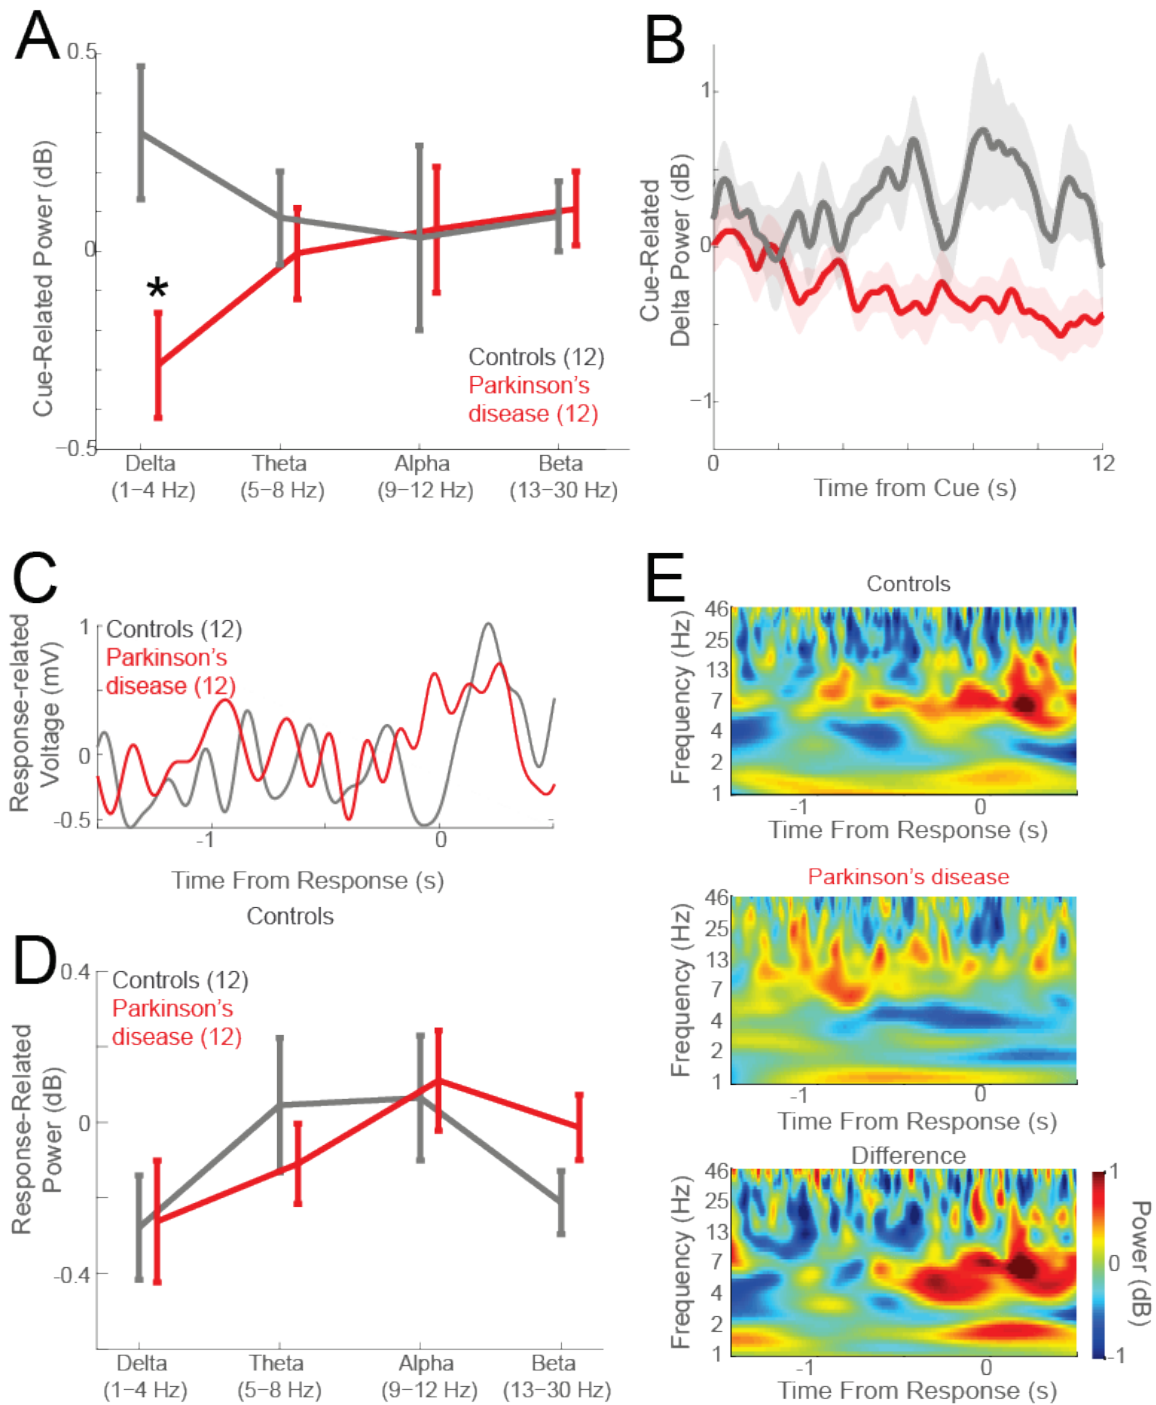 A
0.5
0
−0.5
Cue-Related Power (dB)
*
Controls (12)
Parkinson's
disease (12)
Delta
Theta
Alpha
Beta
(1−4 Hz)
(5−8 Hz)
(9−12 Hz)
(13−30 HZ)
B
1
0
−1
Cue-Related
Delta Power (dB)
0
12
Time from Cue (s)
C
1
0
-0.5
Response-related
Voltage (mV)
Controls (12)
Parkinson's
disease (12)
-1
0
Time From Response (s)
Controls
D
0.4
0
-0.4
Response-Related
Power (dB)
Controls (12)
Parkinson's
disease (12)
Delta
Theta
Alpha
Beta
(1−4 Hz)
(5−8 Hz)
(9−12 Hz)
(13−30 HZ)
E
Controls
46
25
13
7
4
2
1
Frequency (Hz)
-1
0
Time From Response (s)
Parkinson's disease
46
25
13
7
4
2
1
Frequency (Hz)
-1
0
Time From Response (s)
Difference
46
25
13
7
4
2
1
Frequency (Hz)
-1
0
Time From Response (s)
1
0
-1
Power (dB)